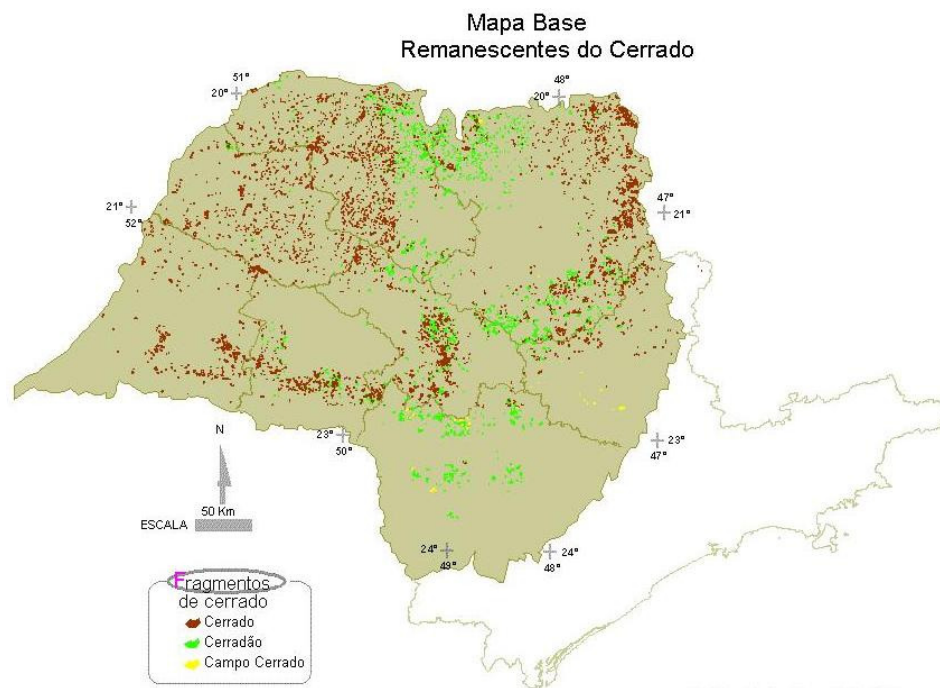 Mapa Base
Remanescentes do Cerrado
51°
20°
48°
20°
21°
52°
47°
21°
N
23°
50°
23°
47°
50 Km
ESCALA
24°
49°
24°
48°
Fragmentos
de cerrado
Cerrado
Cerradão
Campo Cerrado